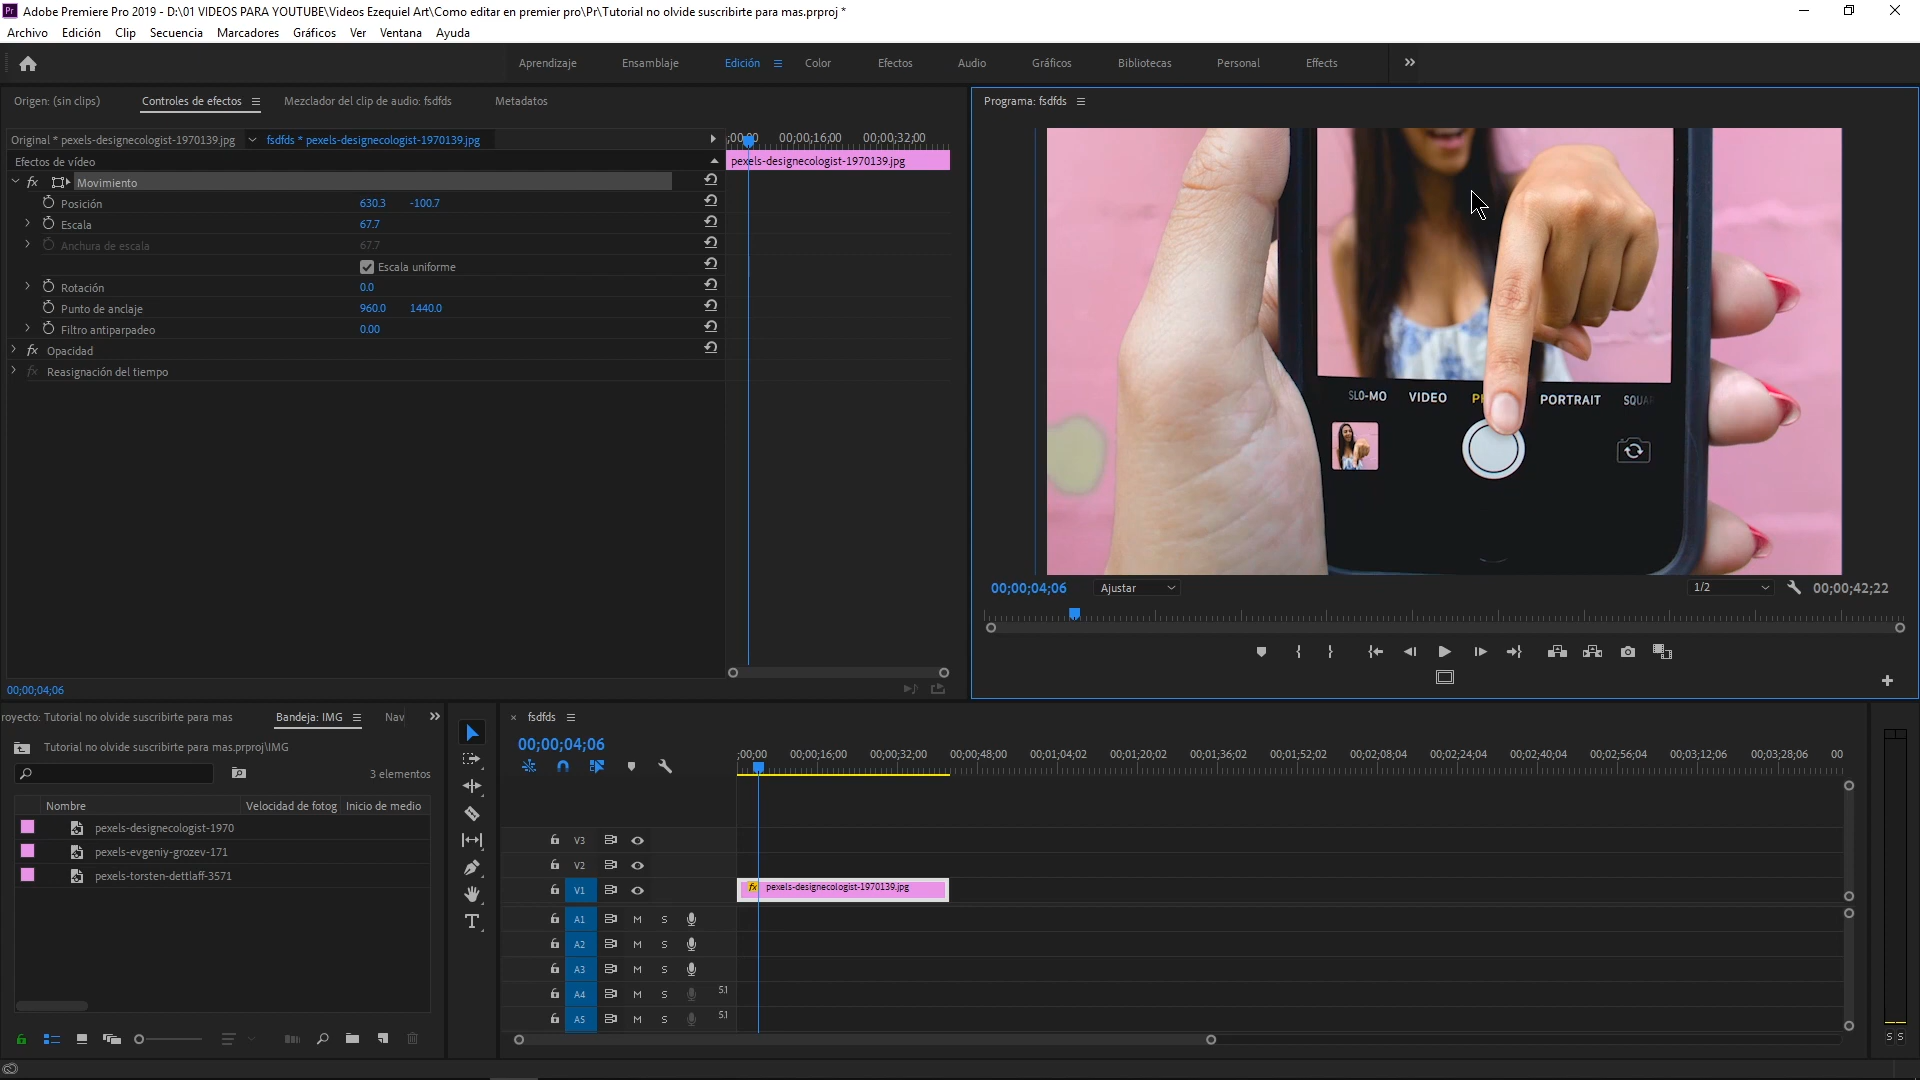 Adobe Premiere Pro 2019 - D:\01 VIDEOS PARA YOUTUBE\Videos Ezequiel Art\Como editar en premier pro\Pr\Tutorial no olvide suscribirte para mas.prproj *
Archivo Edición Clip Secuencia Marcadores Gráficos Ver Ventana Ayuda
Aprendizaje Ensamblaje Edición Color Efectos Audio Gráficos Bibliotecas Personal Effects
Origen: (sin clips) Controles de efectos Mezclador del clip de audio: fsdfds Metadatos
Programa: fsdfds
Original * pexels-designecologist-1970139.jpg fsdfds * pexels-designecologist-1970139.jpg
;00;00 00;00;16;00 00;00;32;00
Efectos de vídeo
pexels-designecologist-1970139.jpg
fx Movimiento
Posición 630.3 -100.7
Escala 67.7
Anchura de escala 67.7
Escala uniforme
Rotación 0.0
Punto de anclaje 960.0 1440.0
Filtro antiparpadeo 0.00
fx Opacidad
fx Reasignación del tiempo
SLO-MO VIDEO PORTRAIT SQUA
00;00;04;06 Ajustar 1/2 00;00;42;22
00;00;04;06
royecto: Tutorial no olvide suscribirte para mas Bandeja: IMG Nav
Tutorial no olvide suscribirte para mas.prproj\IMG
3 elementos
Nombre Velocidad de fotog Inicio de medio
pexels-designecologist-1970
pexels-evgeniy-grozev-171
pexels-torsten-dettlaff-3571
fsdfds
00;00;04;06
;00;00 00;00;16;00 00;00;32;00 00;00;48;00 00;01;04;02 00;01;20;02 00;01;36;02 00;01;52;02 00;02;08;04 00;02;24;04 00;02;40;04 00;02;56;04 00;03;12;06 00;03;28;06 00
V3
V2
V1 fx pexels-designecologist-1970139.jpg
A1 M S
A2 M S
A3 M S
A4 M S 5.1
A5 M S 5.1
S S